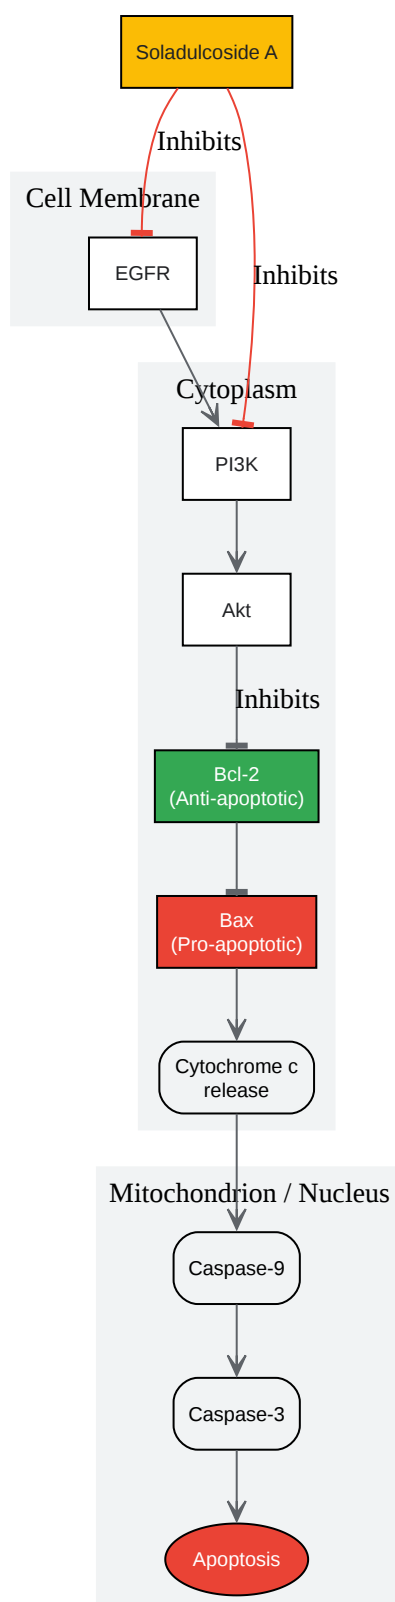 Soladulcoside A
Inhibits
Cell Membrane
EGFR
Inhibits
Cytoplasm
PI3K
Akt
Inhibits
Bcl-2
(Anti-apoptotic)
Bax
(Pro-apoptotic)
Cytochrome c
release
Mitochondrion / Nucleus
Caspase-9
Caspase-3
Apoptosis